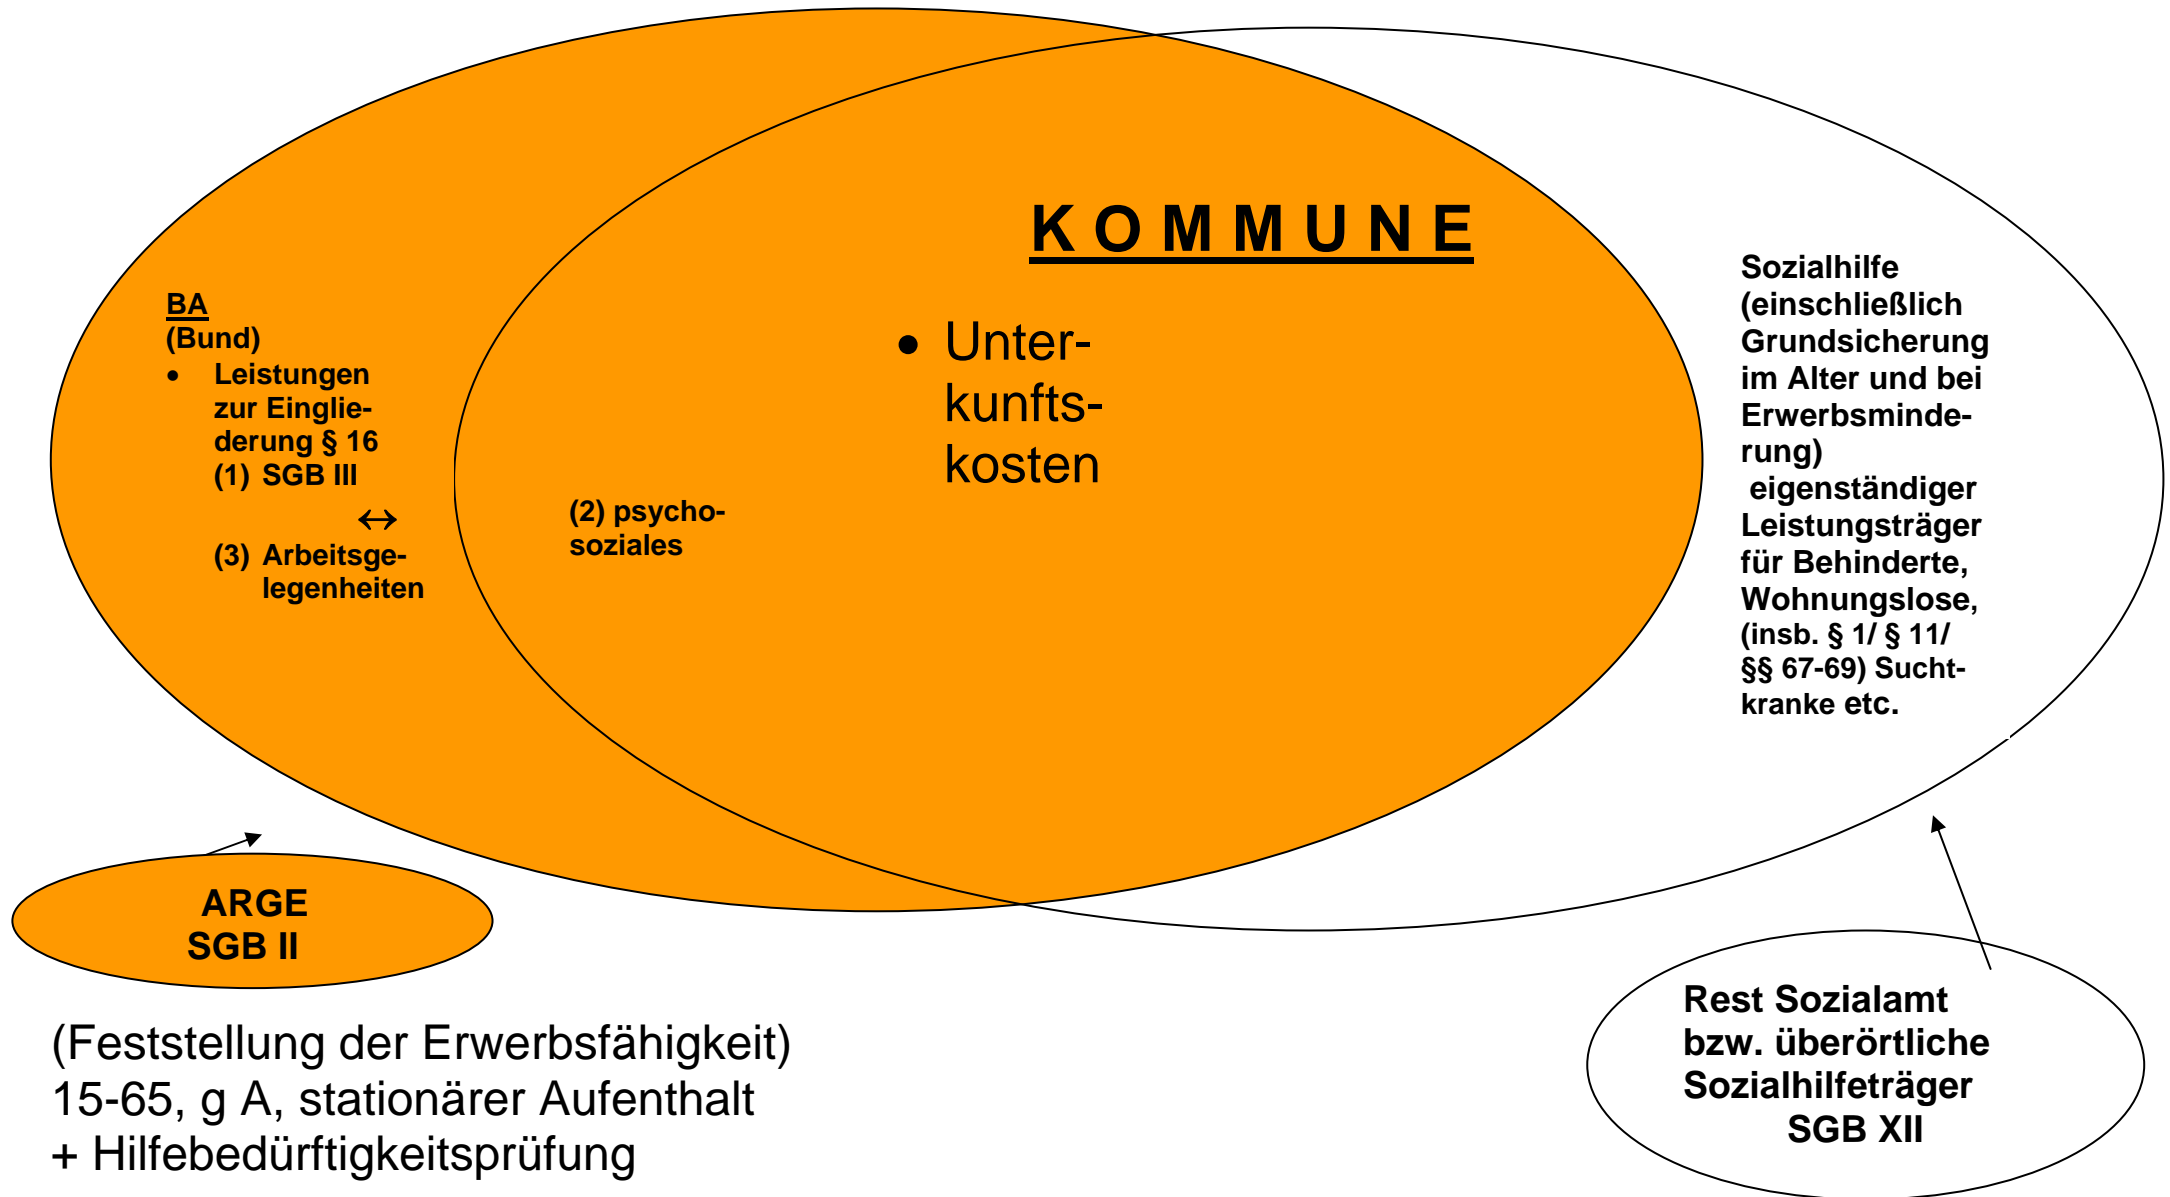 K O M M U N E
BA
(Bund)
• Leistungen
zur Einglie-
derung § 16
(1) SGB III
↔
(3) Arbeitsge-
legenheiten
(2) psycho-
soziales
• Unter-
kunfts-
kosten
Sozialhilfe
(einschließlich
Grundsicherung
im Alter und bei
Erwerbsminde-
rung)
eigenständiger
Leistungsträger
für Behinderte,
Wohnungslose,
(insb. § 1/ § 11/
§§ 67-69) Sucht-
kranke etc.
ARGE
SGB II
(Feststellung der Erwerbsfähigkeit)
15-65, g A, stationärer Aufenthalt
+ Hilfebedürftigkeitsprüfung
Rest Sozialamt
bzw. überörtliche
Sozialhilfeträger
SGB XII